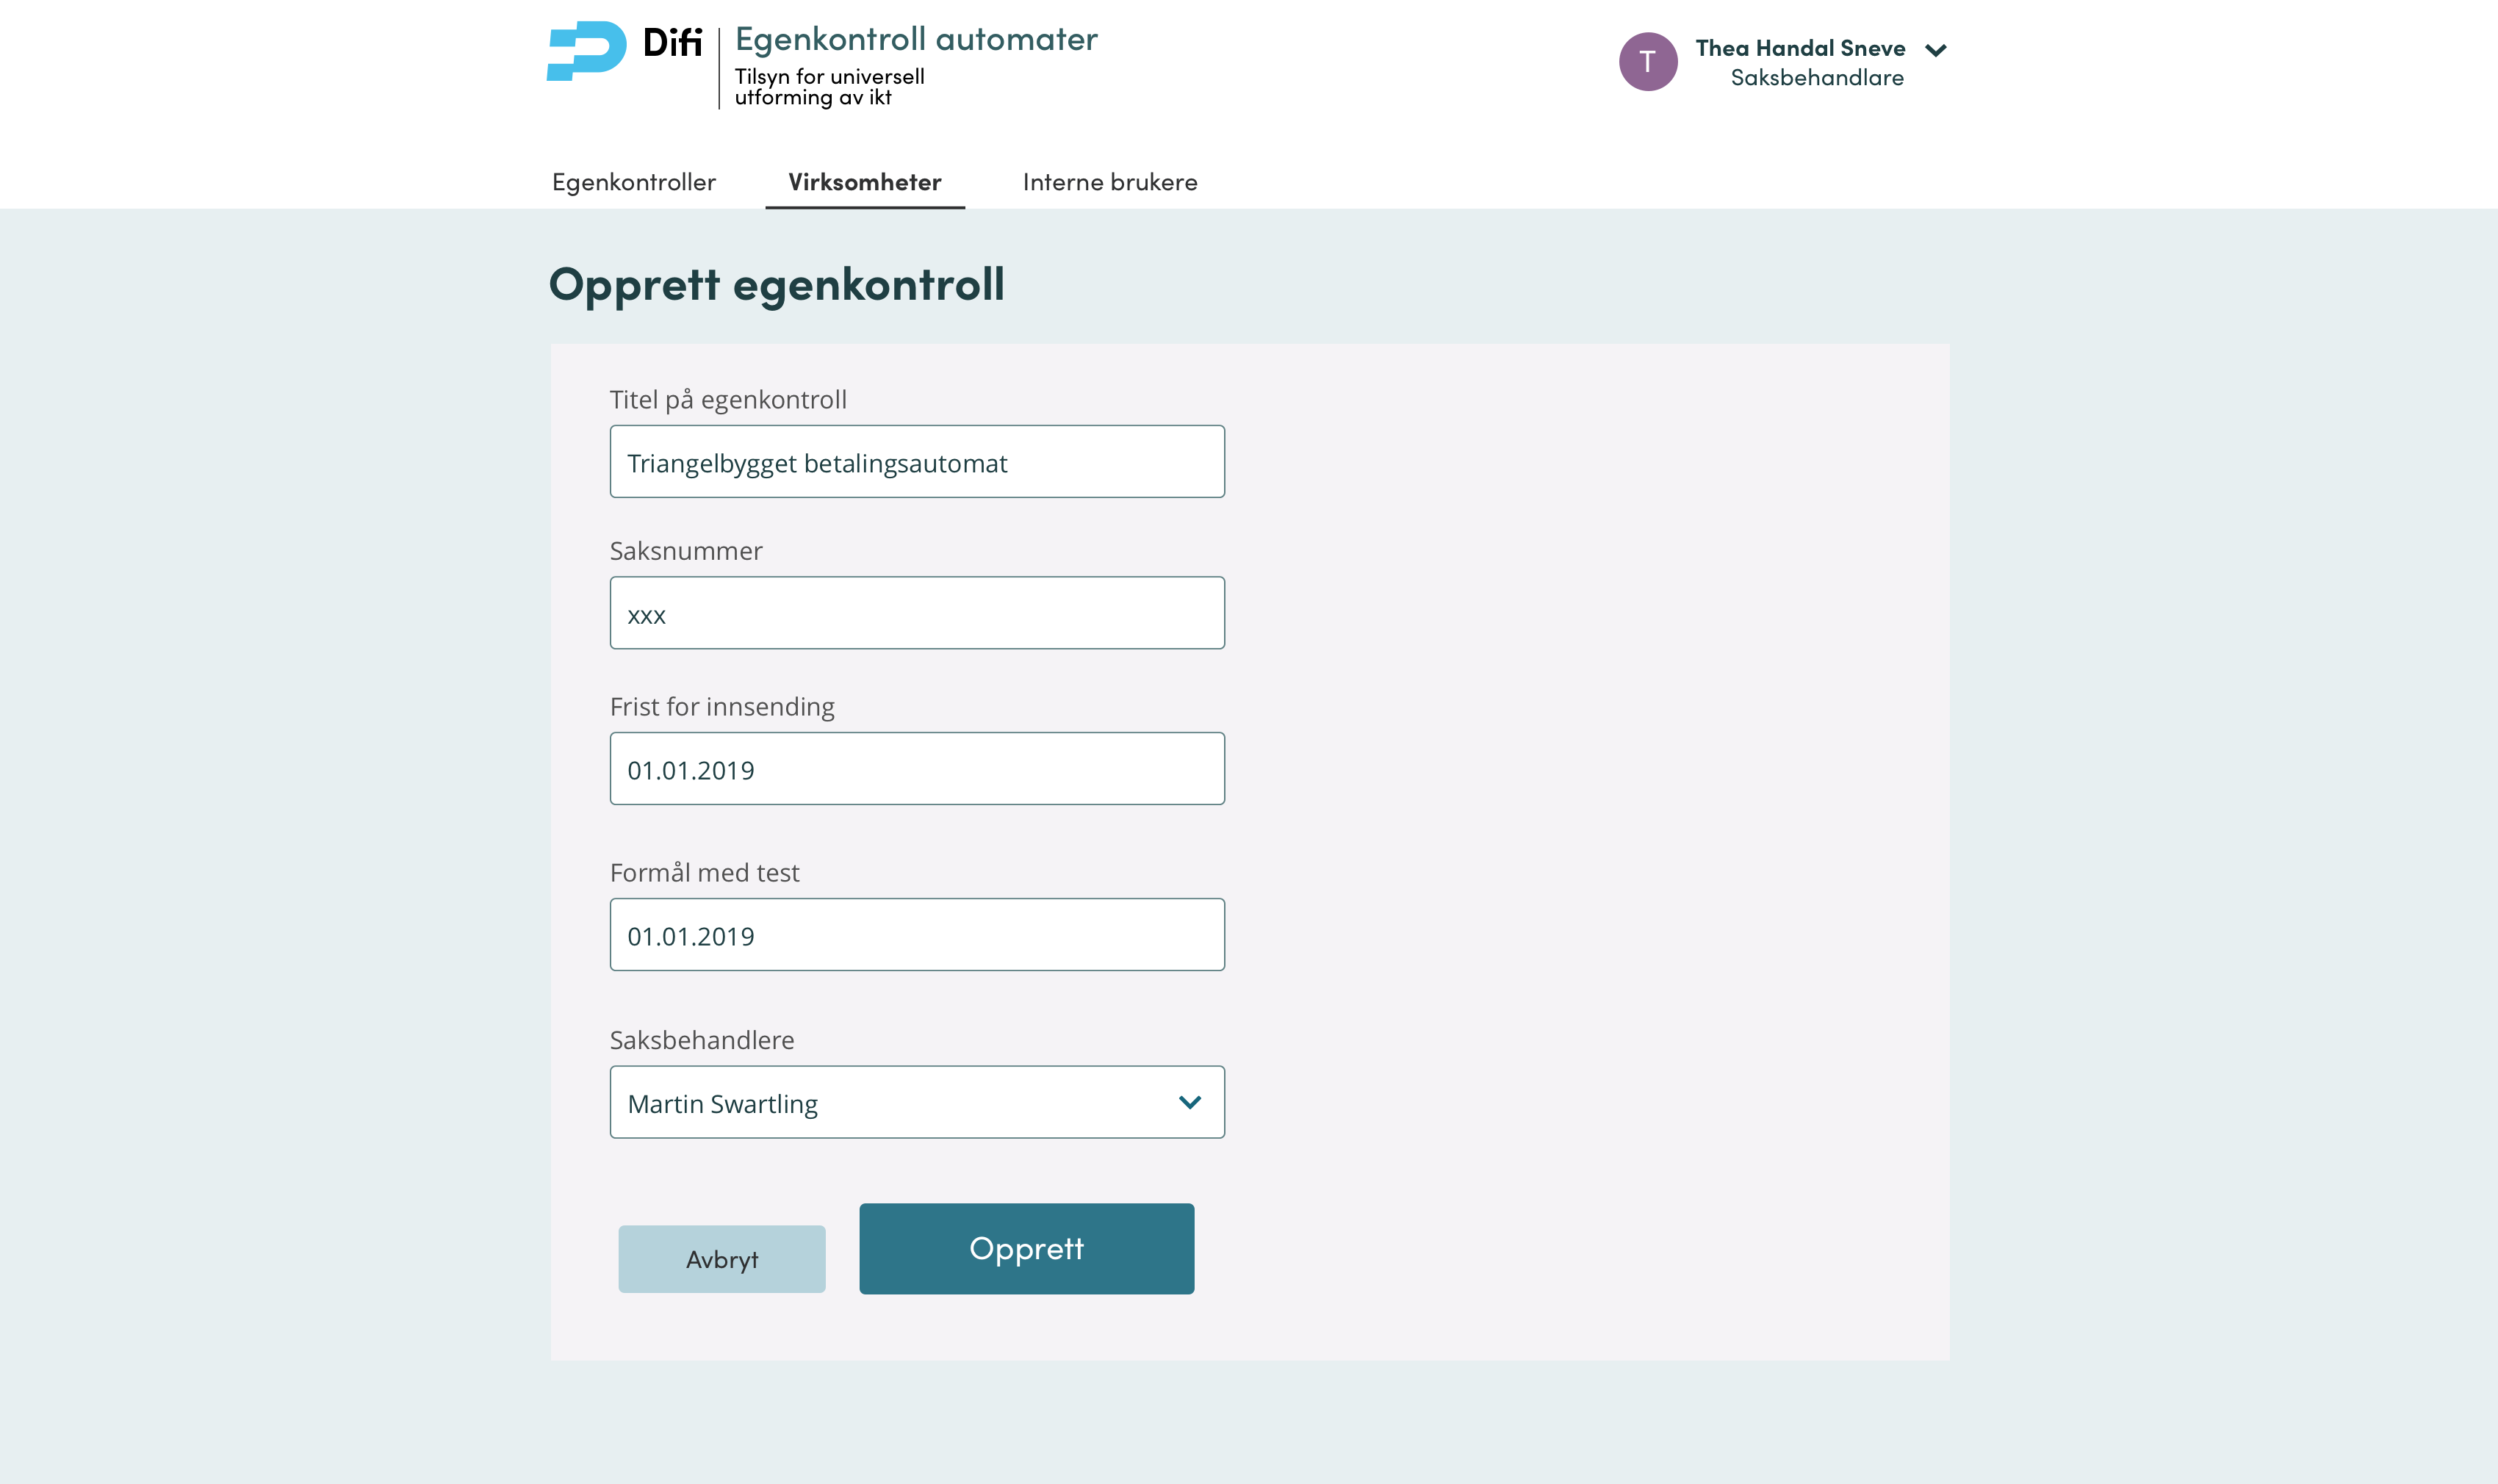 Difi
Egenkontroll automater
Tilsyn for universell
utforming av ikt
T
Thea Handal Sneve
Saksbehandlare
Egenkontroller
Virksomheter
Interne brukere
Opprett egenkontroll
Titel på egenkontroll
Triangelbygget betalingsautomat
Saksnummer
xxx
Frist for innsending
01.01.2019
Formål med test
01.01.2019
Saksbehandlere
Martin Swartling
Avbryt
Opprett